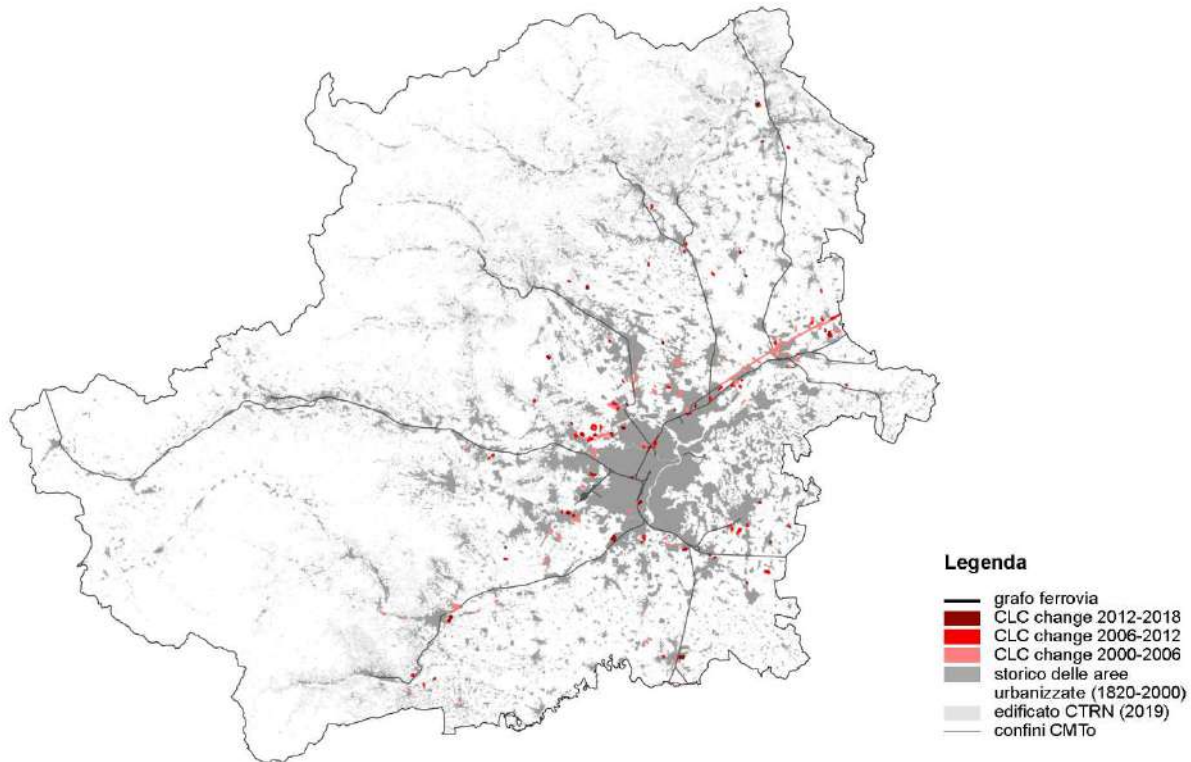 Legenda
grafo ferrovia
CLC change 2012-2018
CLC change 2006-2012
CLC change 2000-2006
storico delle aree
urbanizzate (1820-2000)
edificato CTRN (2019)
confini CMTo